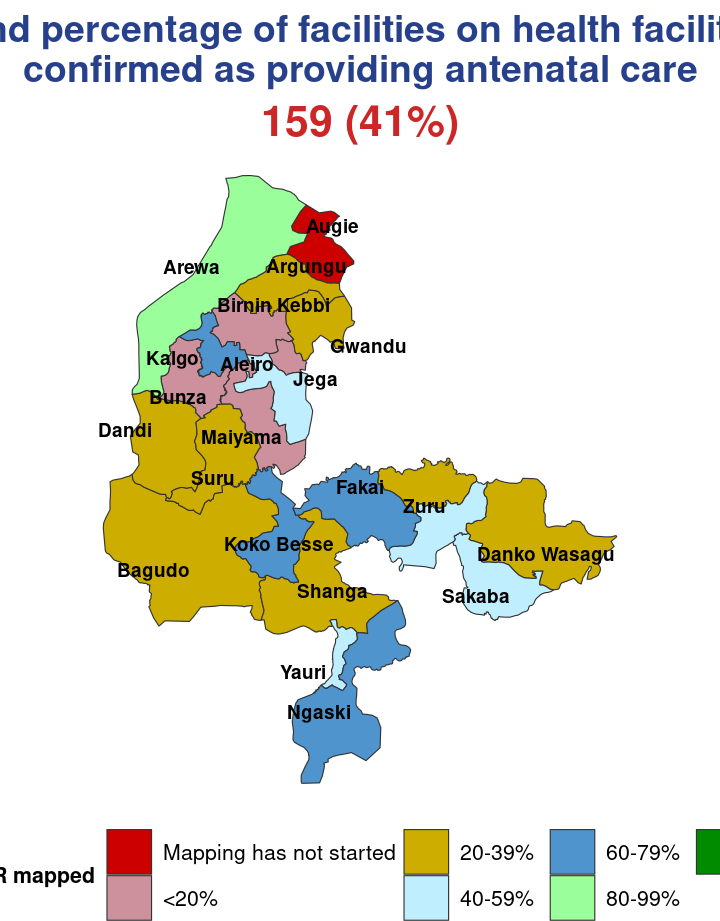 nd percentage of facilities on health facilit
confirmed as providing antenatal care
159 (41%)
Augie
Arewa
Argungu
Birnin Kebbi
Gwandu
Kalgo
Aleiro
Jega
Bunza
Dandi
Maiyama
Suru
Fakai
Zuru
Koko Besse
Danko Wasagu
Bagudo
Shanga
Sakaba
Yauri
Ngaski
R mapped
Mapping has not started
20-39%
60-79%
<20%
40-59%
80-99%